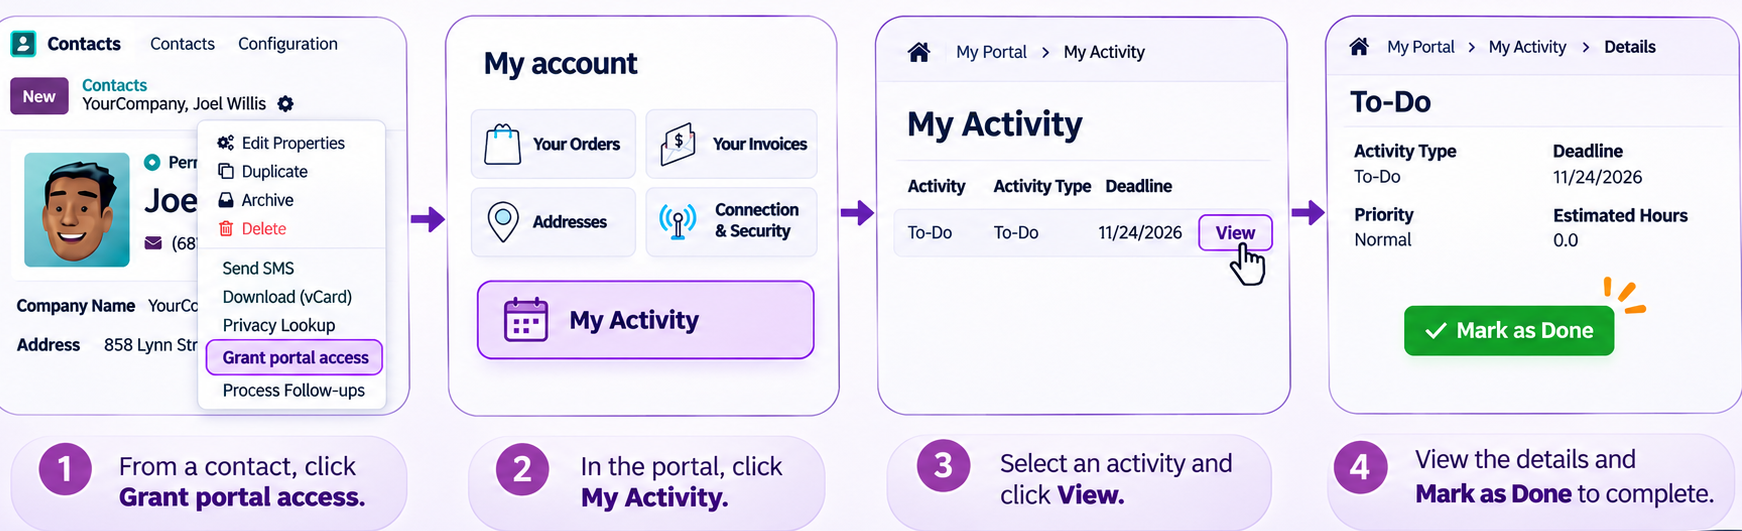 Contacts Contacts Configuration
New
Contacts
YourCompany, Joel Willis
Edit Properties
Duplicate
Archive
Delete
Send SMS
Download (vCard)
Privacy Lookup
Grant portal access
Process Follow-ups
Joe
Company Name
Address 858 Lynn
1 From a contact, click
Grant portal access.
My account
Your Orders
Your Invoices
Addresses
Connection
& Security
My Activity
2 In the portal, click
My Activity.
My Portal > My Activity
My Activity
Activity Activity Type Deadline
To-Do To-Do 11/24/2026 View
3 Select an activity and
click View.
My Portal > My Activity > Details
To-Do
Activity Type Deadline
To-Do 11/24/2026
Priority Estimated Hours
Normal 0.0
Mark as Done
4 View the details and
Mark as Done to complete.